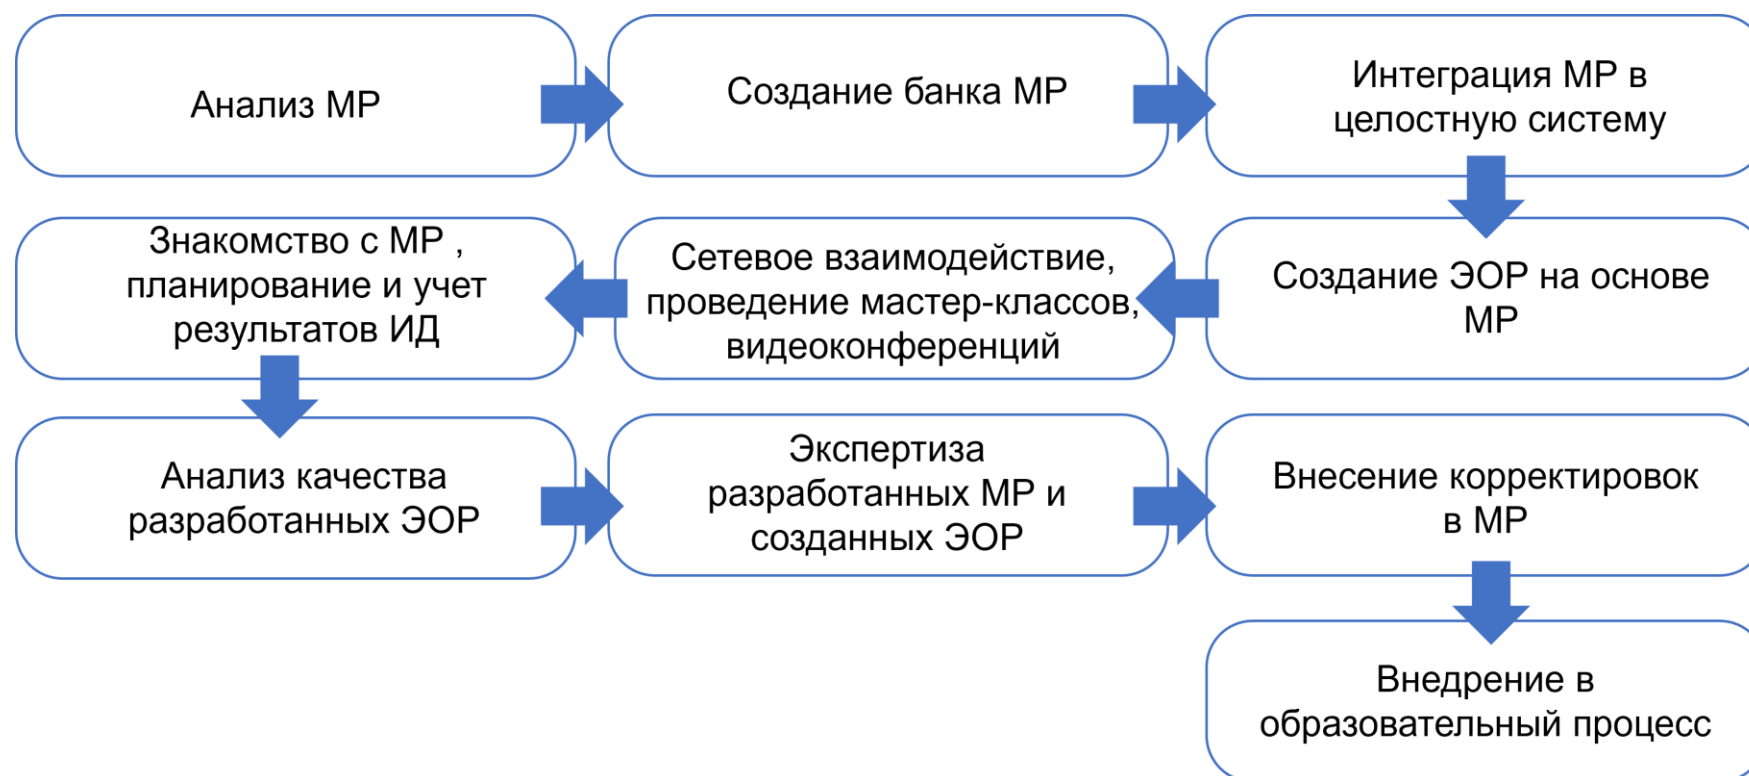 Анализ МР
Создание банка МР
Интеграция МР в
целостную систему
Создание ЭОР на основе
МР
Сетевое взаимодействие,
проведение мастер-классов,
видеоконференций
Знакомство с МР ,
планирование и учет
результатов ИД
Анализ качества
разработанных ЭОР
Экспертиза
разработанных МР и
созданных ЭОР
Внесение корректировок
в МР
Внедрение в
образовательный процесс